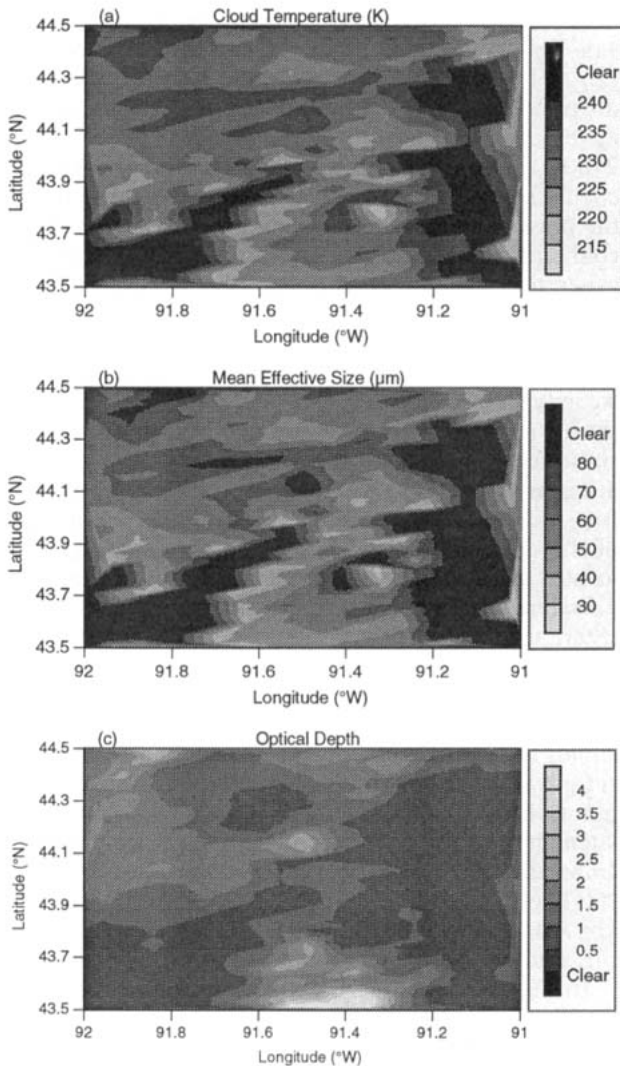 (a) Cloud Temperature (K)
44.5
44.3
44.1
43.9
43.7
43.5
Latitude (°N)
92 91.8 91.6 91.4 91.2 91
Longitude (°W)
Clear
240
235
230
225
220
215
(b) Mean Effective Size (µm)
44.5
44.3
44.1
43.9
43.7
43.5
Latitude (°N)
92 91.8 91.6 91.4 91.2 91
Longitude (°W)
Clear
80
70
60
50
40
30
(c) Optical Depth
44.5
44.3
44.1
43.9
43.7
43.5
Latitude (°N)
92 91.8 91.6 91.4 91.2 91
Longitude (°W)
4
3.5
3
2.5
2
1.5
1
0.5
Clear